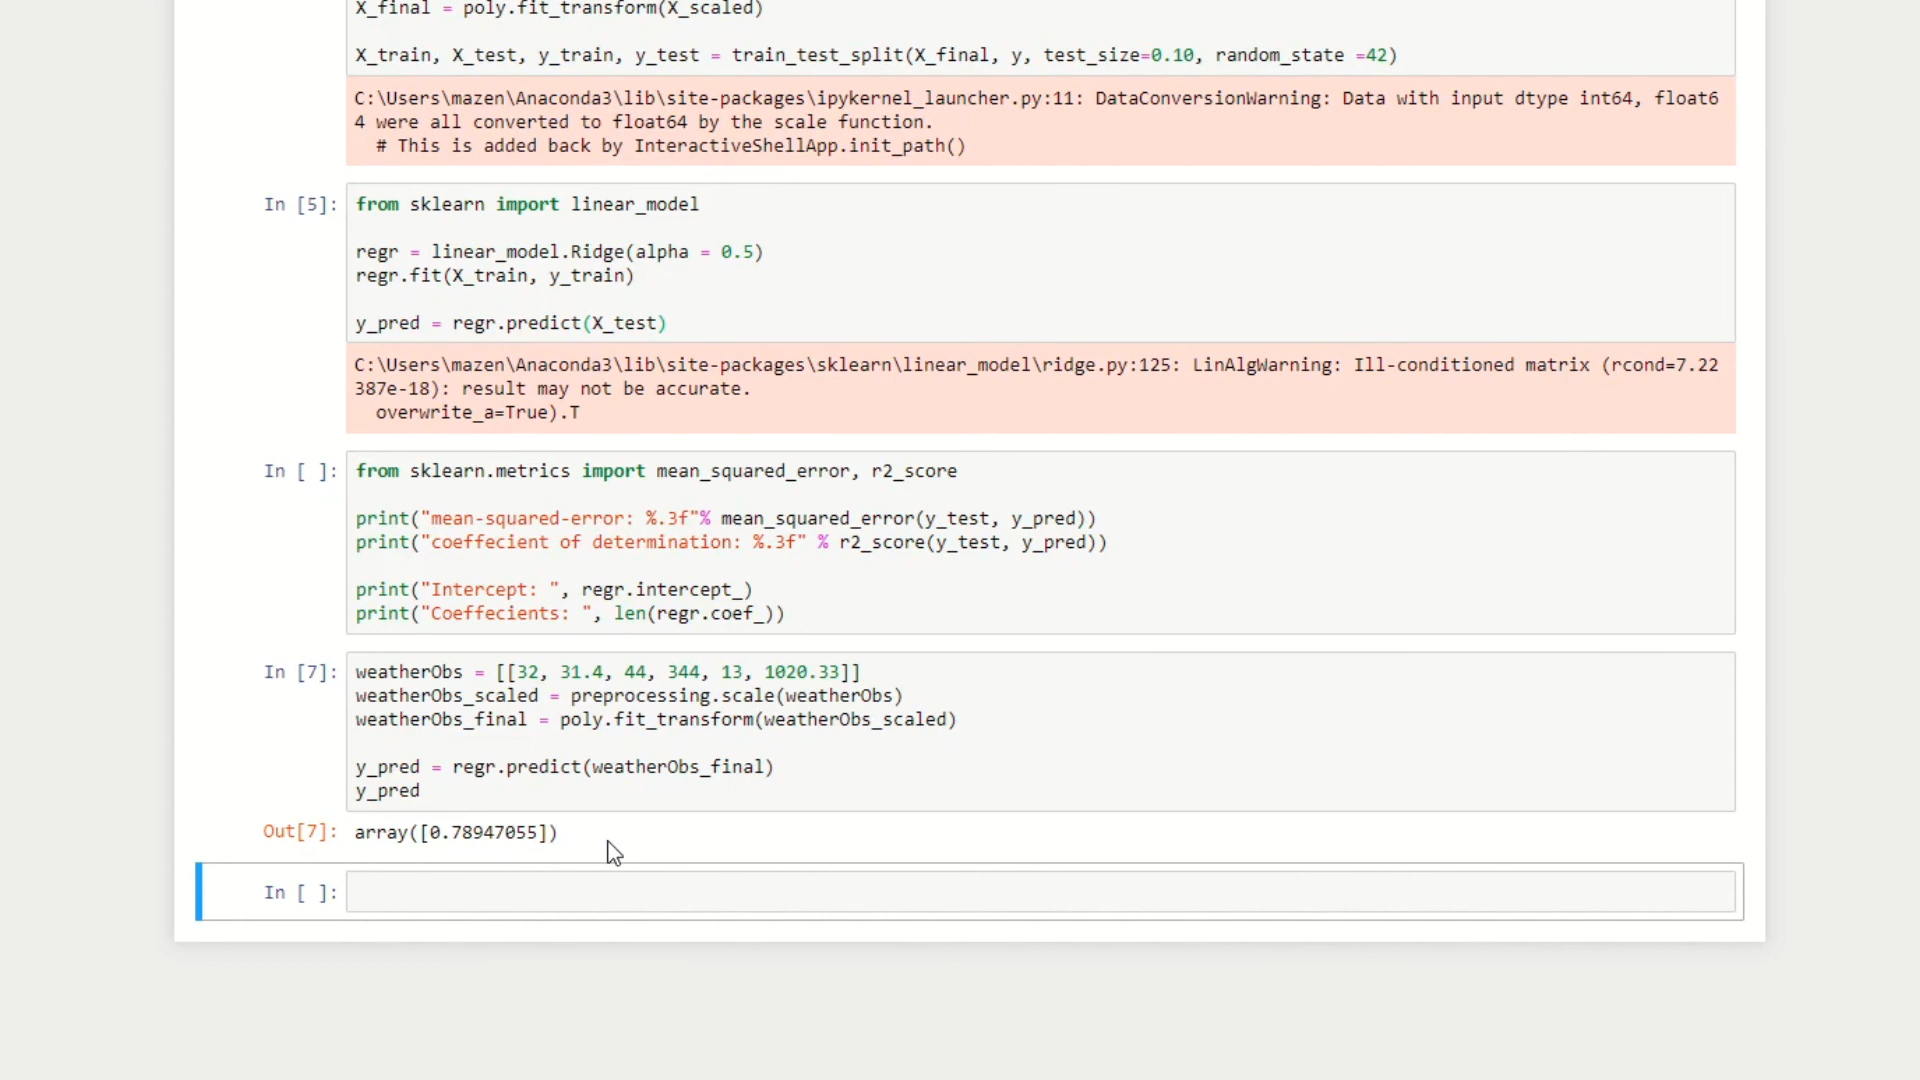 X_final = poly.fit_transform(X_scaled)
X_train, X_test, y_train, y_test = train_test_split(X_final, y, test_size=0.10, random_state =42)
C:\Users\mazen\Anaconda3\lib\site-packages\ipykernel_launcher.py:11: DataConversionWarning: Data with input dtype int64, float6
4 were all converted to float64 by the scale function.
# This is added back by InteractiveShellApp.init_path()
In [5]: from sklearn import linear_model
regr = linear_model.Ridge(alpha = 0.5)
regr.fit(X_train, y_train)
y_pred = regr.predict(X_test)
C:\Users\mazen\Anaconda3\lib\site-packages\sklearn\linear_model\ridge.py:125: LinAlgWarning: Ill-conditioned matrix (rcond=7.22
387e-18): result may not be accurate.
overwrite_a=True).T
In [ ]: from sklearn.metrics import mean_squared_error, r2_score
print("mean-squared-error: %.3f"% mean_squared_error(y_test, y_pred))
print("coeffecient of determination: %.3f" % r2_score(y_test, y_pred))
print("Intercept: ", regr.intercept_)
print("Coeffecients: ", len(regr.coef_))
In [7]: weatherObs = [[32, 31.4, 44, 344, 13, 1020.33]]
weatherObs_scaled = preprocessing.scale(weatherObs)
weatherObs_final = poly.fit_transform(weatherObs_scaled)
y_pred = regr.predict(weatherObs_final)
y_pred
Out[7]: array([0.78947055])
In [ ]: